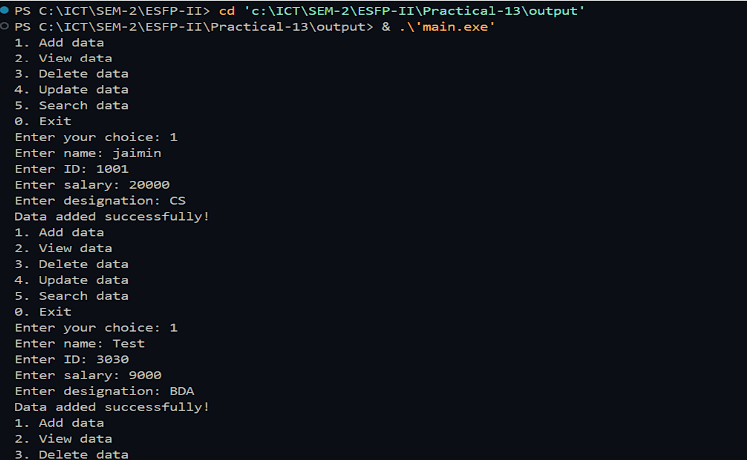 PS C:\ICT\SEM-2\ESFP-II> cd 'c:\ICT\SEM-2\ESFP-II\Practical-13\output'
PS C:\ICT\SEM-2\ESFP-II\Practical-13\output> & .\'main.exe'
1. Add data
2. View data
3. Delete data
4. Update data
5. Search data
0. Exit
Enter your choice: 1
Enter name: jaimin
Enter ID: 1001
Enter salary: 20000
Enter designation: CS
Data added successfully!
1. Add data
2. View data
3. Delete data
4. Update data
5. Search data
0. Exit
Enter your choice: 1
Enter name: Test
Enter ID: 3030
Enter salary: 9000
Enter designation: BDA
Data added successfully!
1. Add data
2. View data
3. Delete data